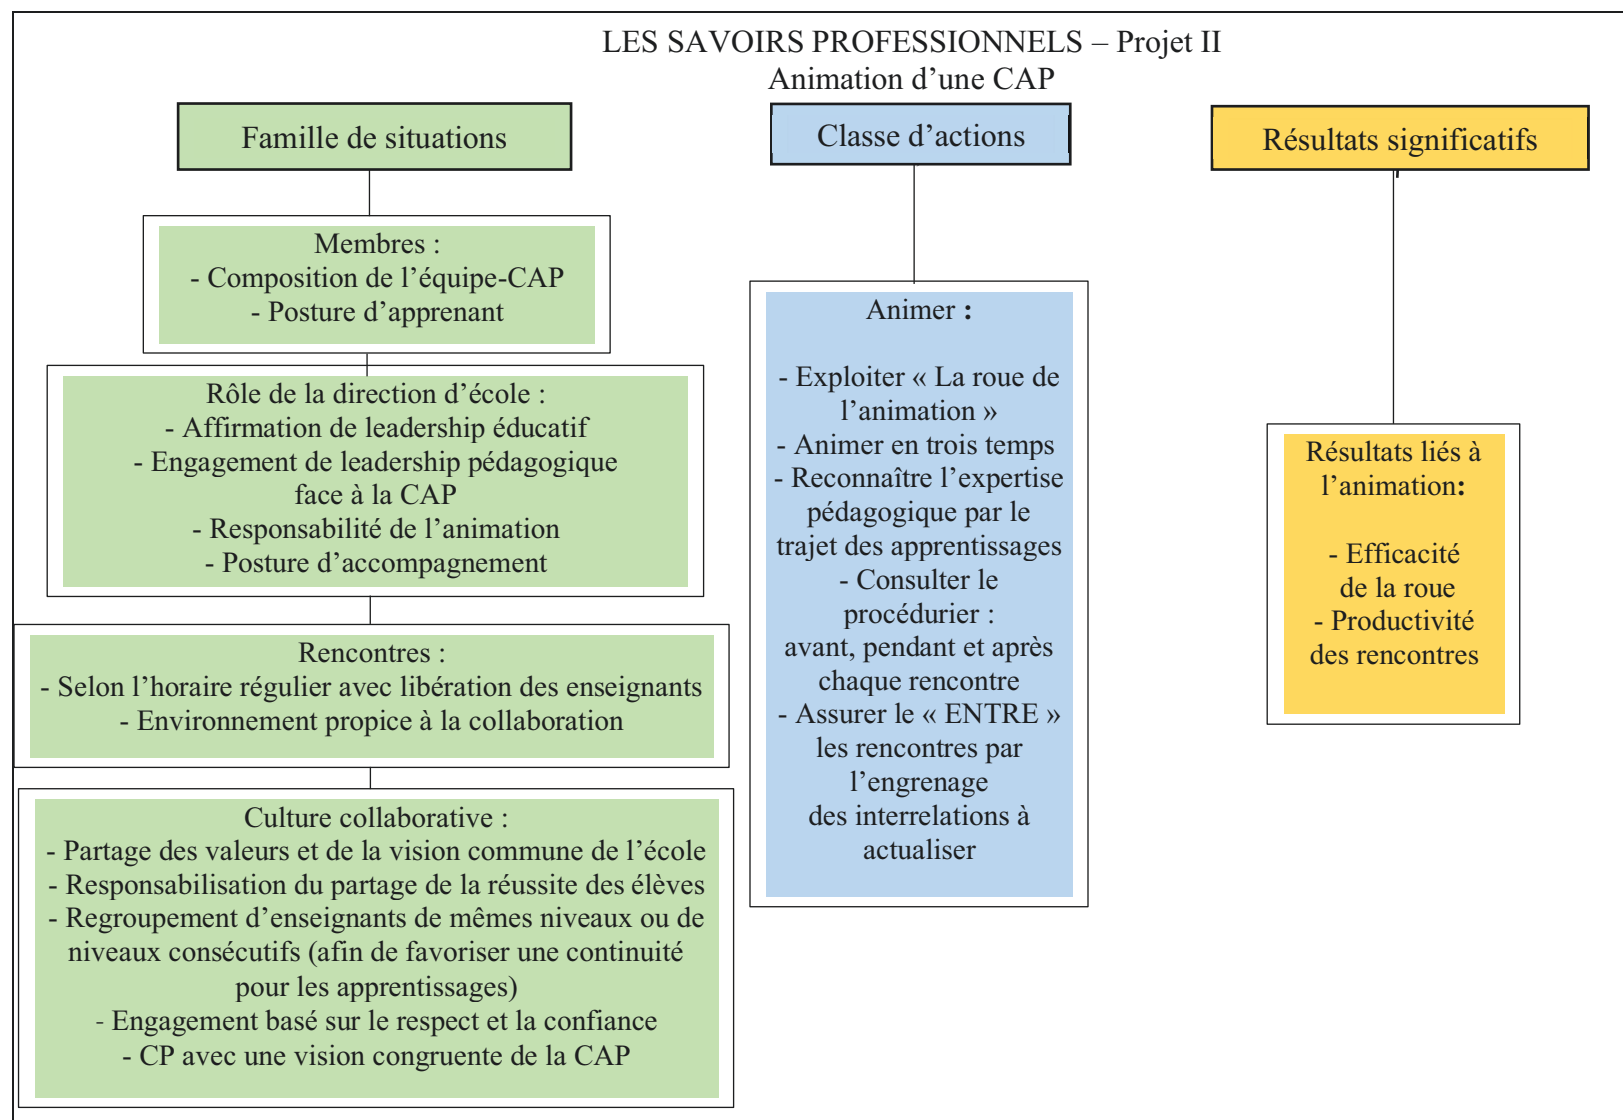 LES SAVOIRS PROFESSIONNELS – Projet II
Animation d’une CAP
Famille de situations
Membres :
- Composition de l’équipe-CAP
- Posture d’apprenant
Rôle de la direction d’école :
- Affirmation de leadership éducatif
- Engagement de leadership pédagogique
face à la CAP
- Responsabilité de l’animation
- Posture d’accompagnement
Rencontres :
- Selon l’horaire régulier avec libération des enseignants
- Environnement propice à la collaboration
Culture collaborative :
- Partage des valeurs et de la vision commune de l’école
- Responsabilisation du partage de la réussite des élèves
- Regroupement d’enseignants de mêmes niveaux ou de
niveaux consécutifs (afin de favoriser une continuité
pour les apprentissages)
- Engagement basé sur le respect et la confiance
- CP avec une vision congruente de la CAP
Classe d’actions
Animer :
- Exploiter « La roue de
l’animation »
- Animer en trois temps
- Reconnaître l’expertise
pédagogique par le
trajet des apprentissages
- Consulter le
procédurier :
avant, pendant et après
chaque rencontre
- Assurer le « ENTRE »
les rencontres par
l’engrenage
des interrelations à
actualiser
Résultats significatifs
Résultats liés à
l’animation:
- Efficacité
de la roue
- Productivité
des rencontres